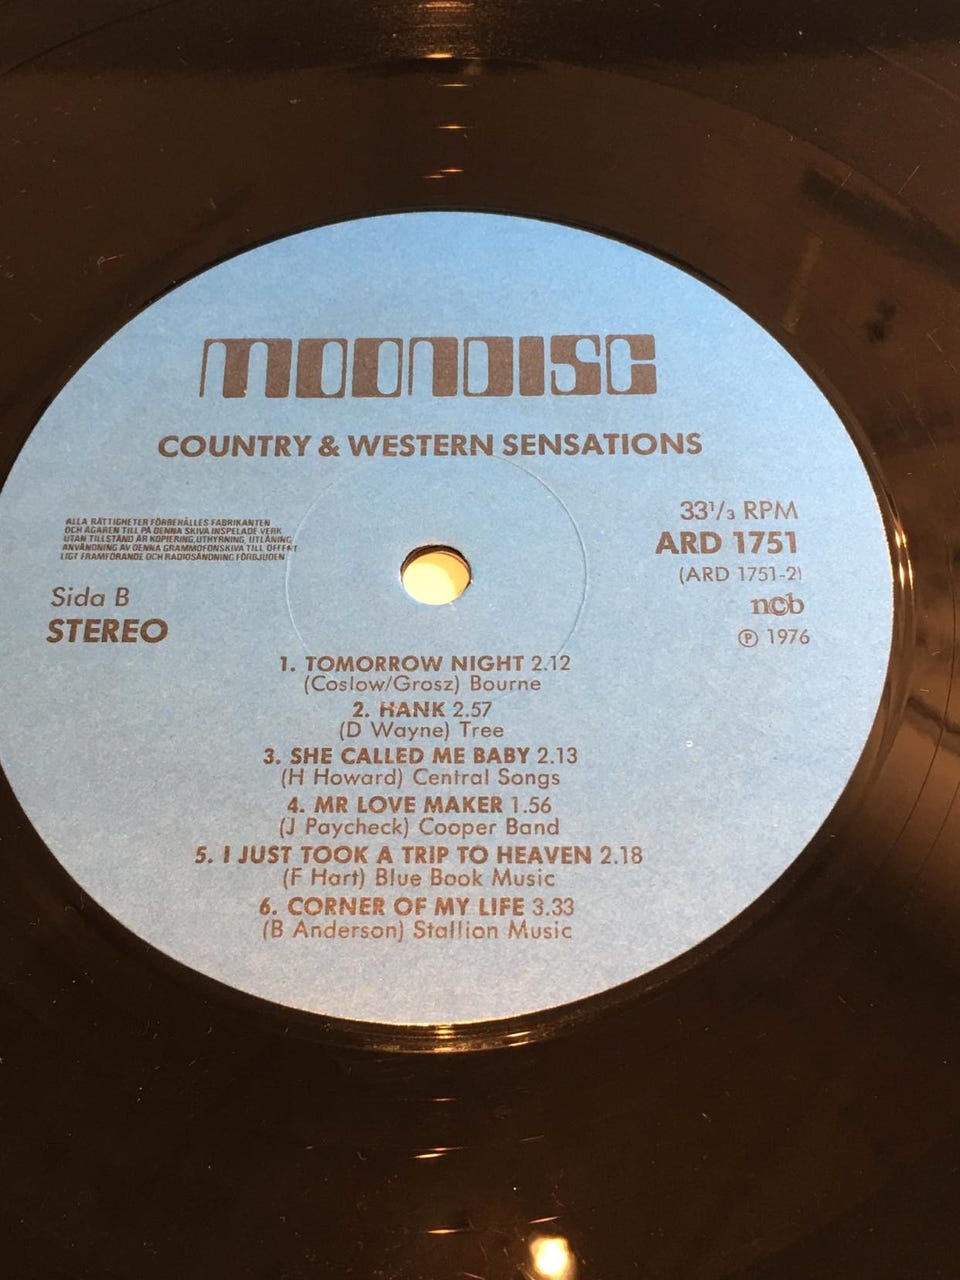 MOONDISC
COUNTRY & WESTERN SENSATIONS
ALLA RÄTTIGHETER FÖRBEHÅLLES FABRIKANTEN
OCH ÄGAREN TILL PÅ DENNA SKIVA INSPELADE VERK
UTAN TILLSTÅND ÄR KOPIERING, UTHYRNING, UTLÅNING
ANVÄNDNING AV DENNA GRAMMOFONSKIVA TILL OFFENT
LIGT FRAMFÖRANDE OCH RADIOSÄNDNING FÖRBJUDEN
Sida B
STEREO
33 1/3 RPM
ARD 1751
(ARD 1751-2)
ncb
℗ 1976
1. TOMORROW NIGHT 2.12
(Coslow/Grosz) Bourne
2. HANK 2.57
(D Wayne) Tree
3. SHE CALLED ME BABY 2.13
(H Howard) Central Songs
4. MR LOVE MAKER 1.56
(J Paycheck) Cooper Band
5. I JUST TOOK A TRIP TO HEAVEN 2.18
(F Hart) Blue Book Music
6. CORNER OF MY LIFE 3.33
(B Anderson) Stallion Music